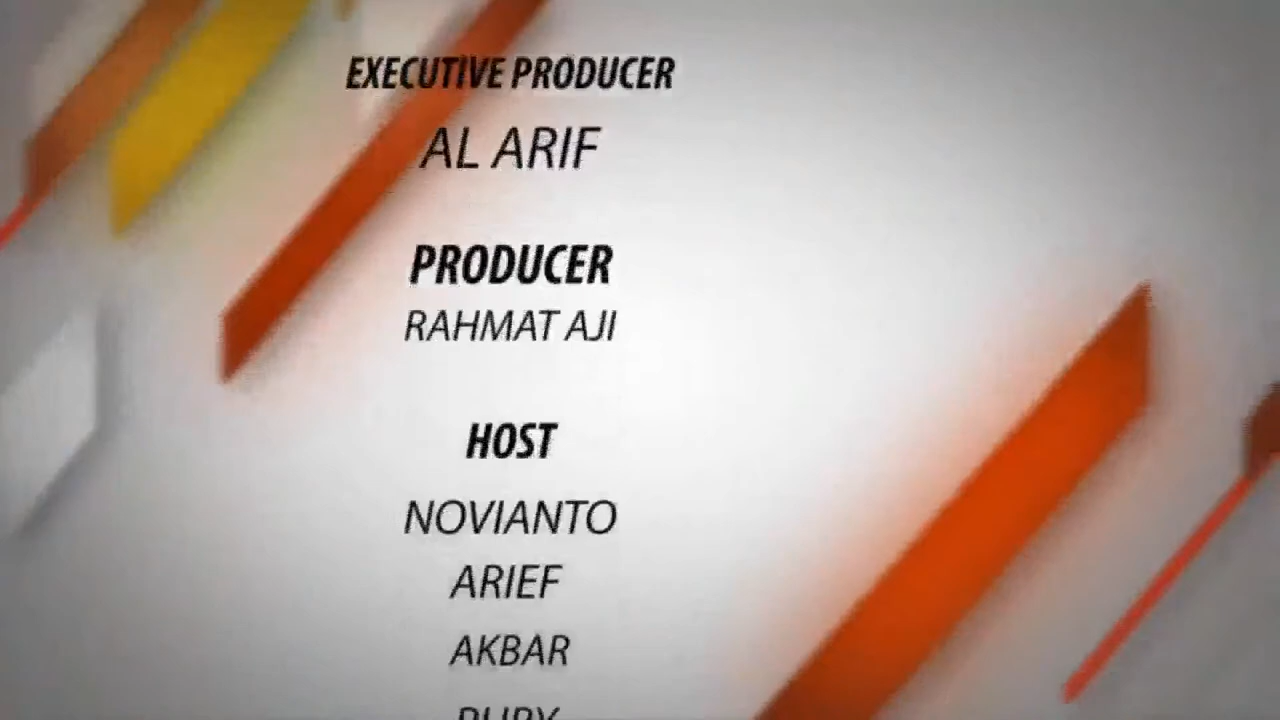 EXECUTIVE PRODUCER
AL ARIF
PRODUCER
RAHMAT AJI
HOST
NOVIANTO
ARIEF
AKBAR